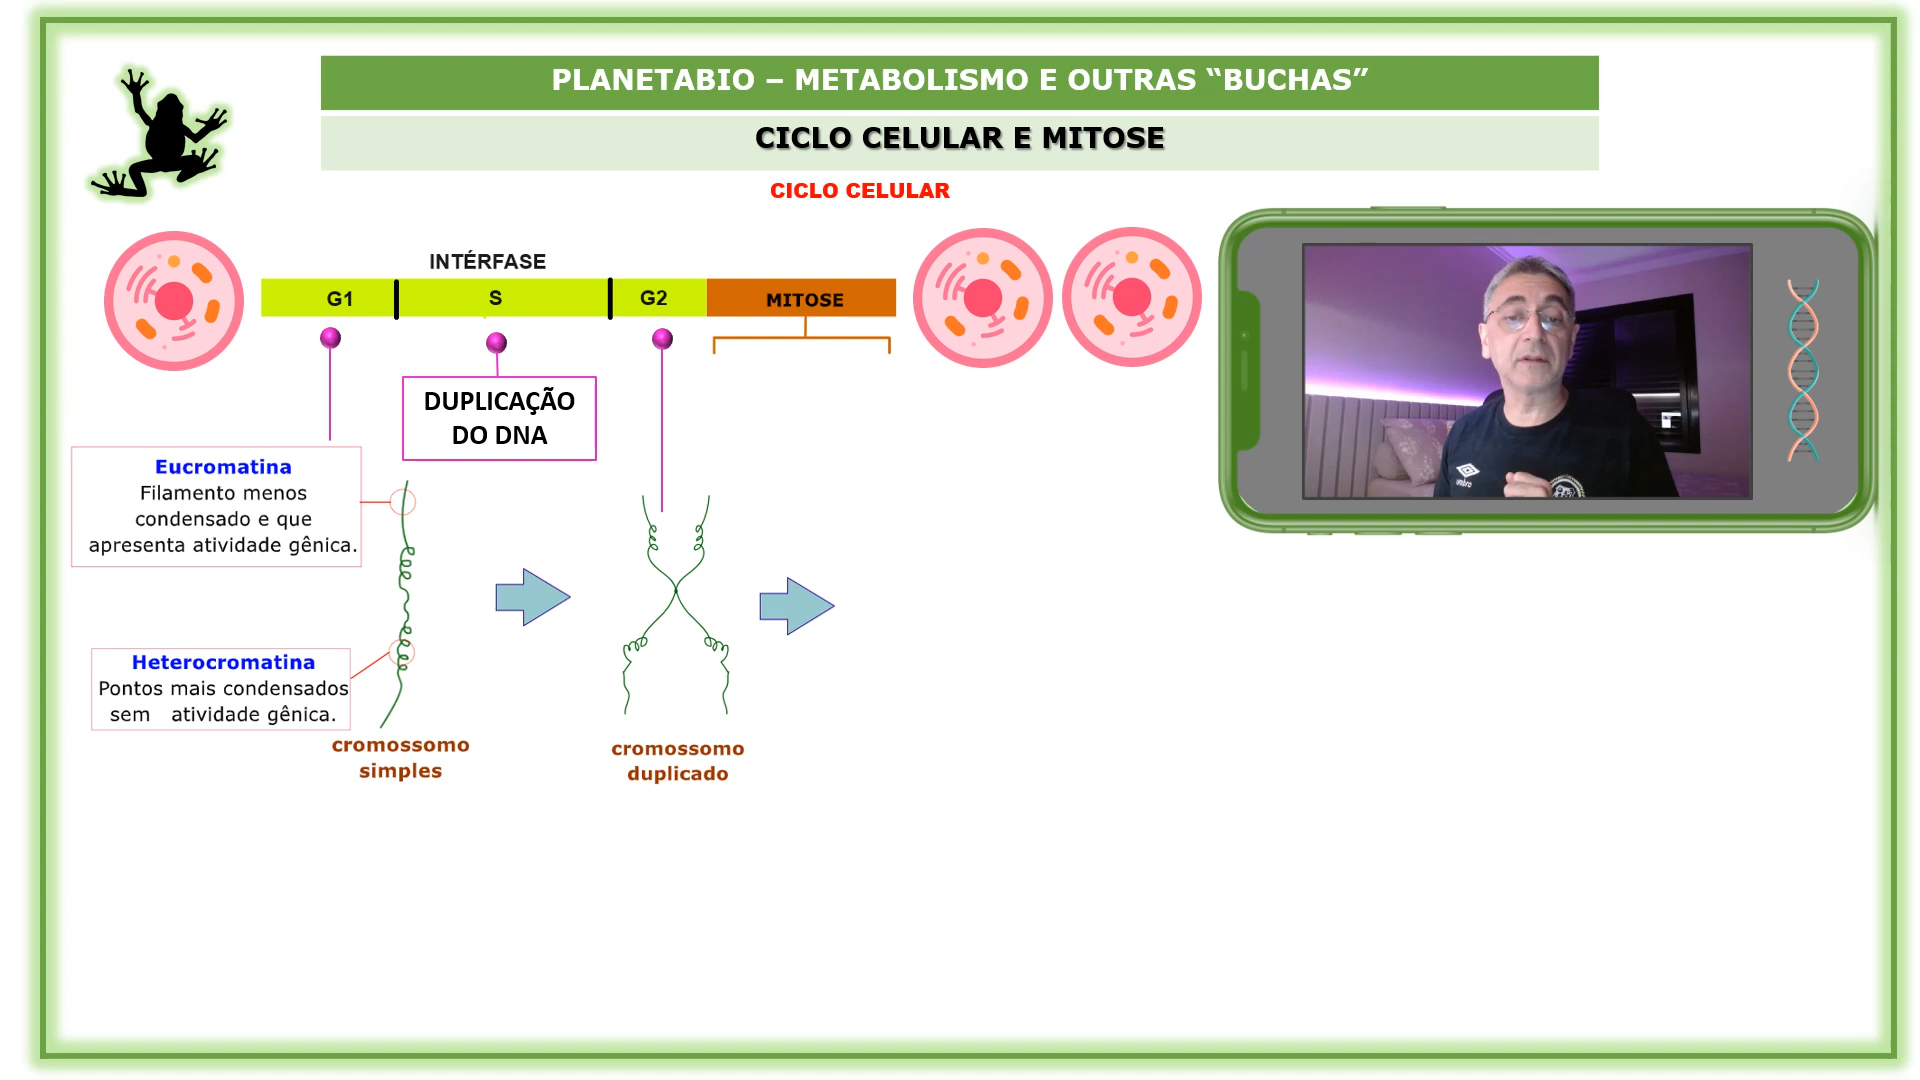 PLANETABIO – METABOLISMO E OUTRAS “BUCHAS”
CICLO CELULAR E MITOSE
CICLO CELULAR
INTÉRFASE
G1
S
G2
MITOSE
DUPLICAÇÃO
DO DNA
Eucromatina
Filamento menos
condensado e que
apresenta atividade gênica.
Heterocromatina
Pontos mais condensados
sem atividade gênica.
cromossomo
simples
cromossomo
duplicado
umbro